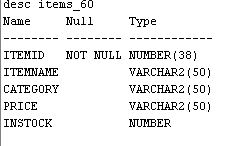 desc items_60
Name     Null     Type
-------- -------- ------------
ITEMID   NOT NULL NUMBER(38)
ITEMNAME          VARCHAR2(50)
CATEGORY          VARCHAR2(50)
PRICE             VARCHAR2(50)
INSTOCK           NUMBER